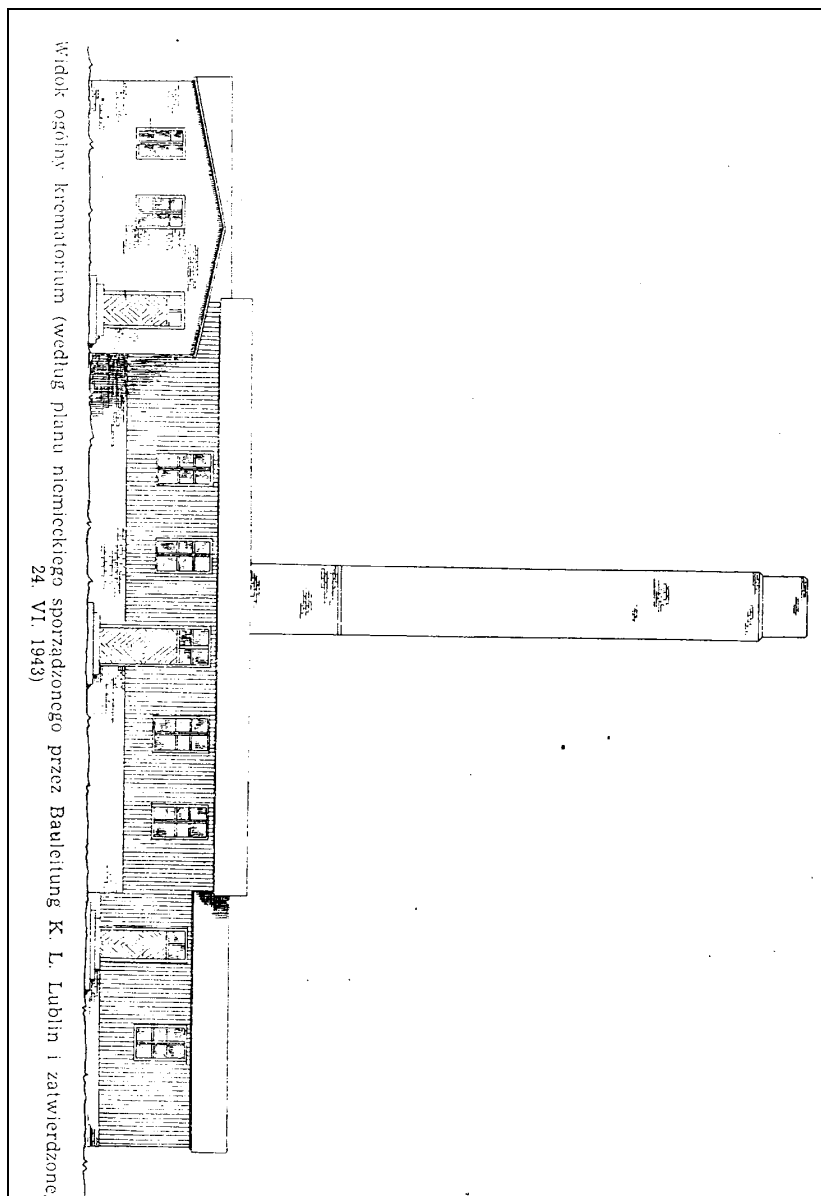 Widok ogólny krematorium (według planu niemieckiego sporządzonego przez Bauleitung K. L. Lublin i zatwierdzone
24. VI. 1943)